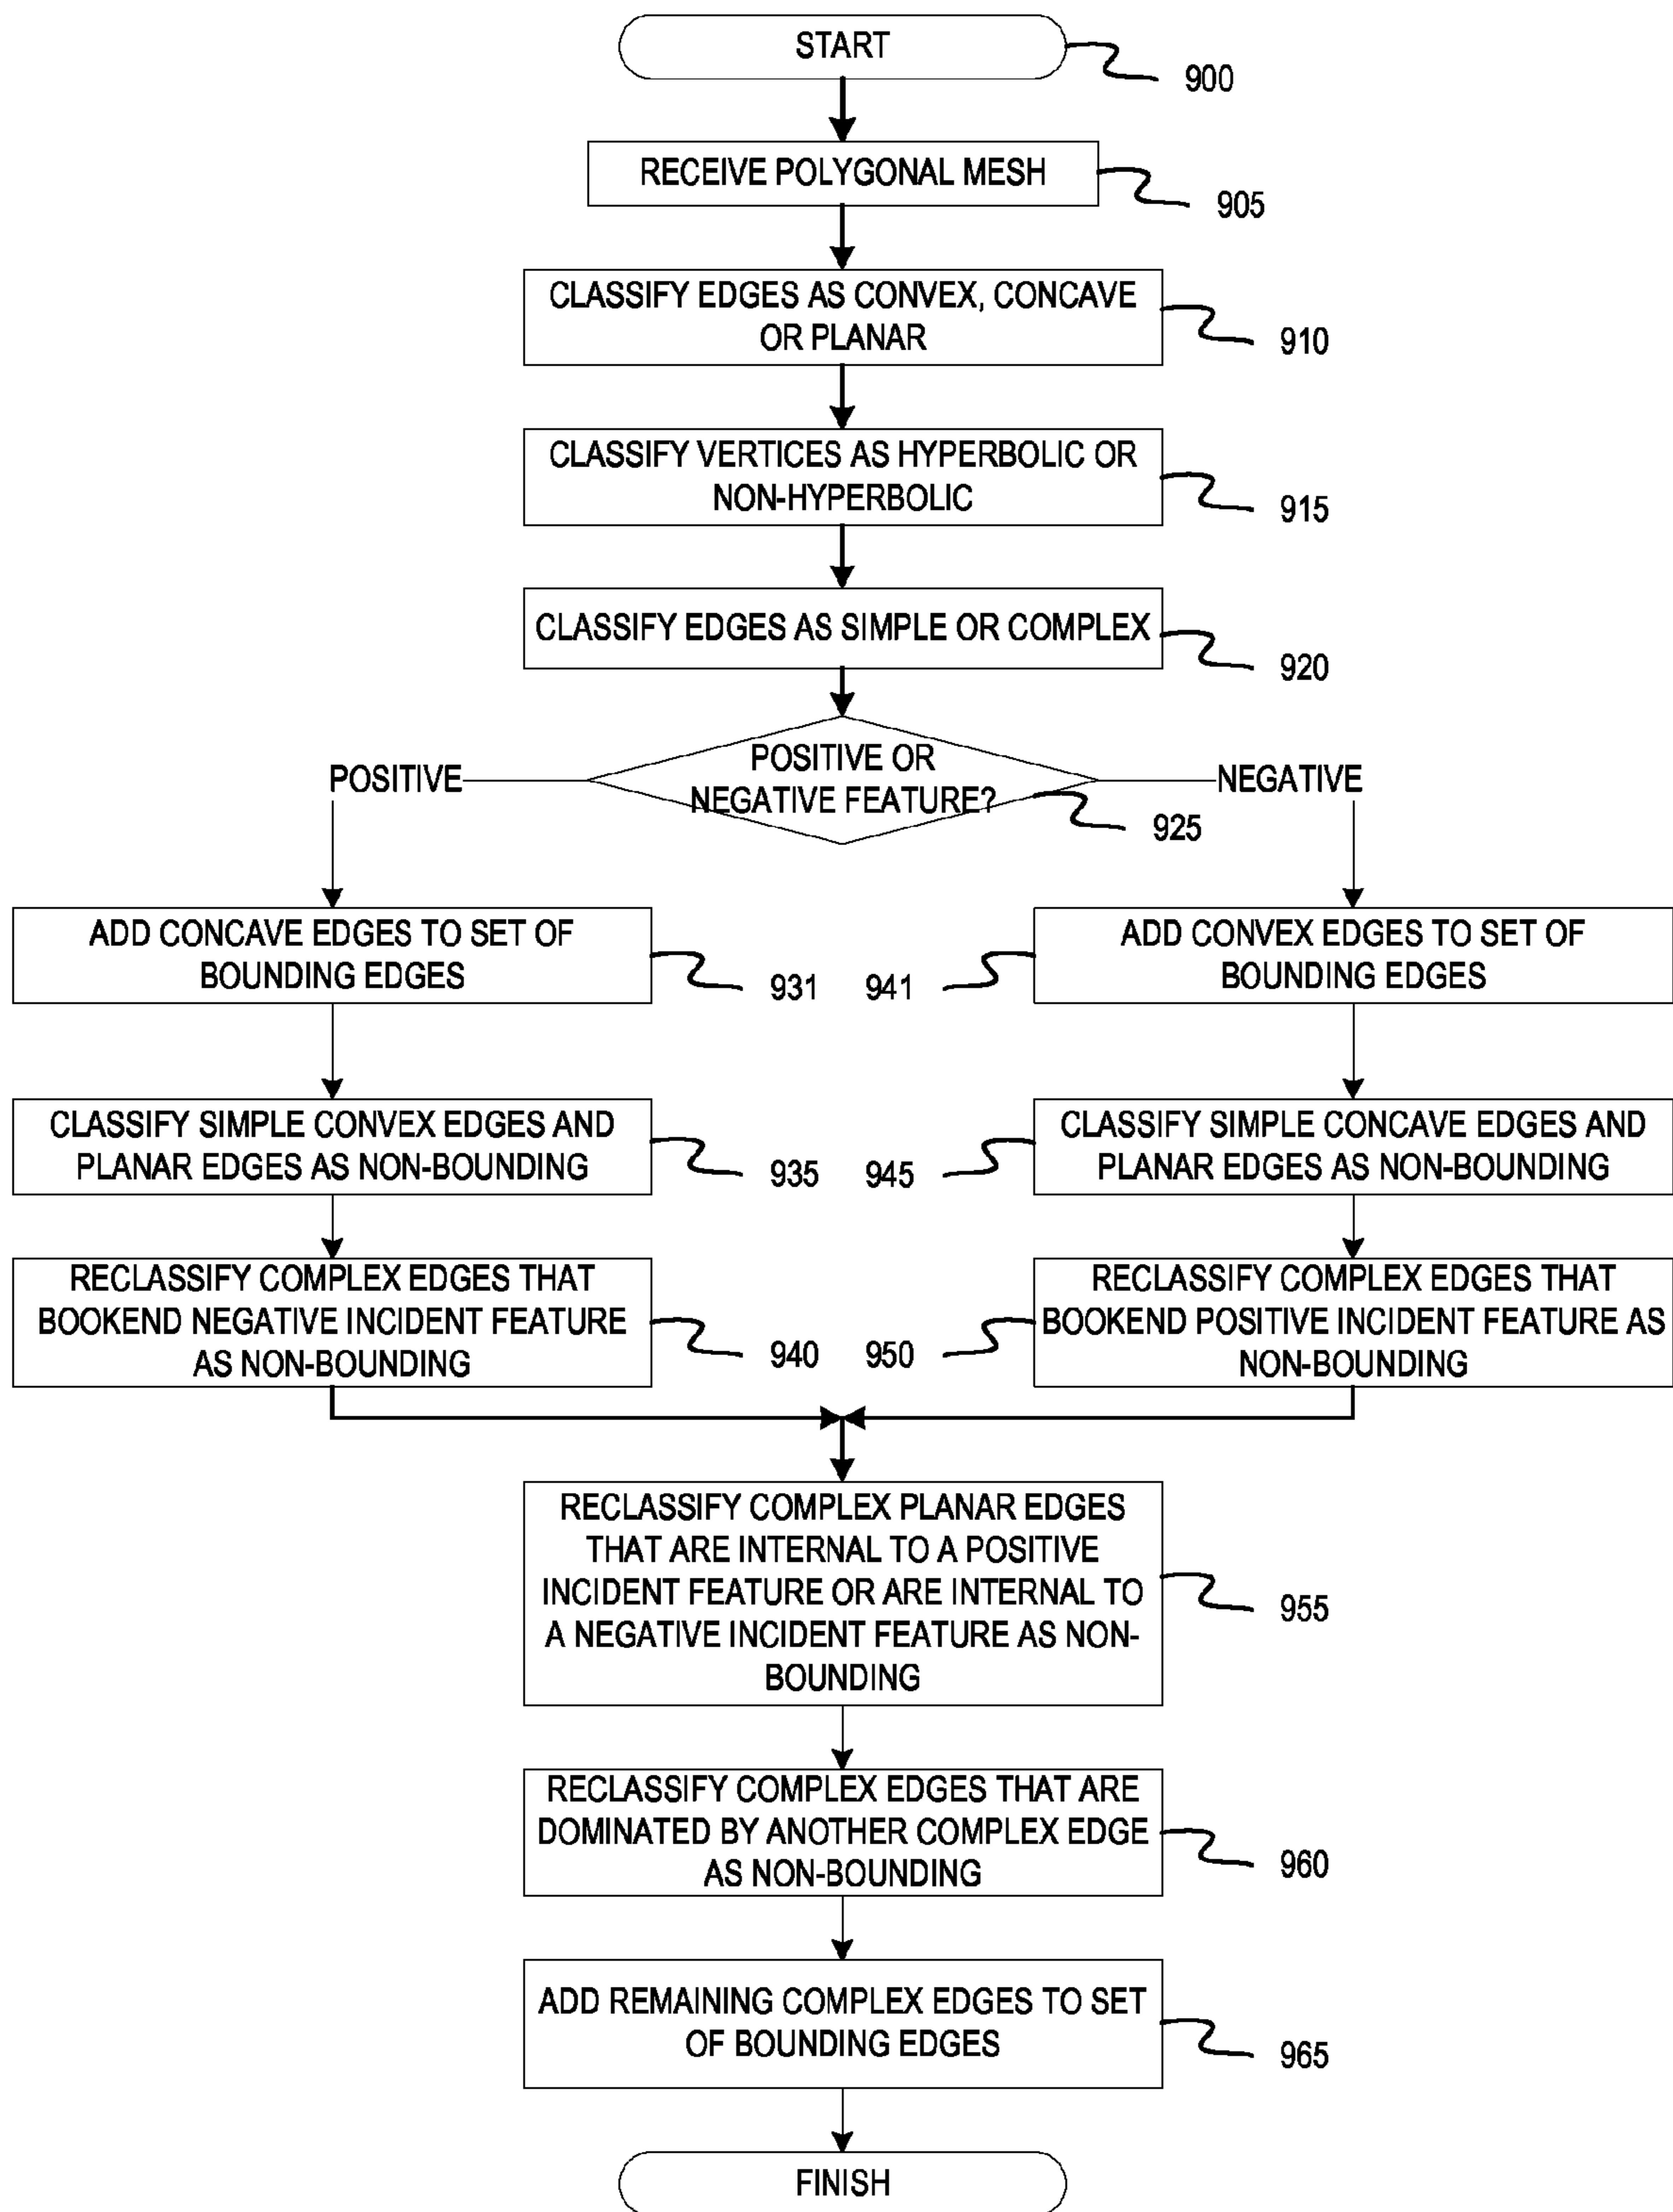 START
900
RECEIVE POLYGONAL MESH
905
CLASSIFY EDGES AS CONVEX, CONCAVE
OR PLANAR
910
CLASSIFY VERTICES AS HYPERBOLIC OR
NON-HYPERBOLIC
915
CLASSIFY EDGES AS SIMPLE OR COMPLEX
920
POSITIVE OR
NEGATIVE FEATURE?
925
POSITIVE
NEGATIVE
ADD CONCAVE EDGES TO SET OF
BOUNDING EDGES
931
941
ADD CONVEX EDGES TO SET OF
BOUNDING EDGES
CLASSIFY SIMPLE CONVEX EDGES AND
PLANAR EDGES AS NON-BOUNDING
935
945
CLASSIFY SIMPLE CONCAVE EDGES AND
PLANAR EDGES AS NON-BOUNDING
RECLASSIFY COMPLEX EDGES THAT
BOOKEND NEGATIVE INCIDENT FEATURE
AS NON-BOUNDING
940
950
RECLASSIFY COMPLEX EDGES THAT
BOOKEND POSITIVE INCIDENT FEATURE AS
NON-BOUNDING
RECLASSIFY COMPLEX PLANAR EDGES
THAT ARE INTERNAL TO A POSITIVE
INCIDENT FEATURE OR ARE INTERNAL TO
A NEGATIVE INCIDENT FEATURE AS NON-
BOUNDING
955
RECLASSIFY COMPLEX EDGES THAT ARE
DOMINATED BY ANOTHER COMPLEX EDGE
AS NON-BOUNDING
960
ADD REMAINING COMPLEX EDGES TO SET
OF BOUNDING EDGES
965
FINISH